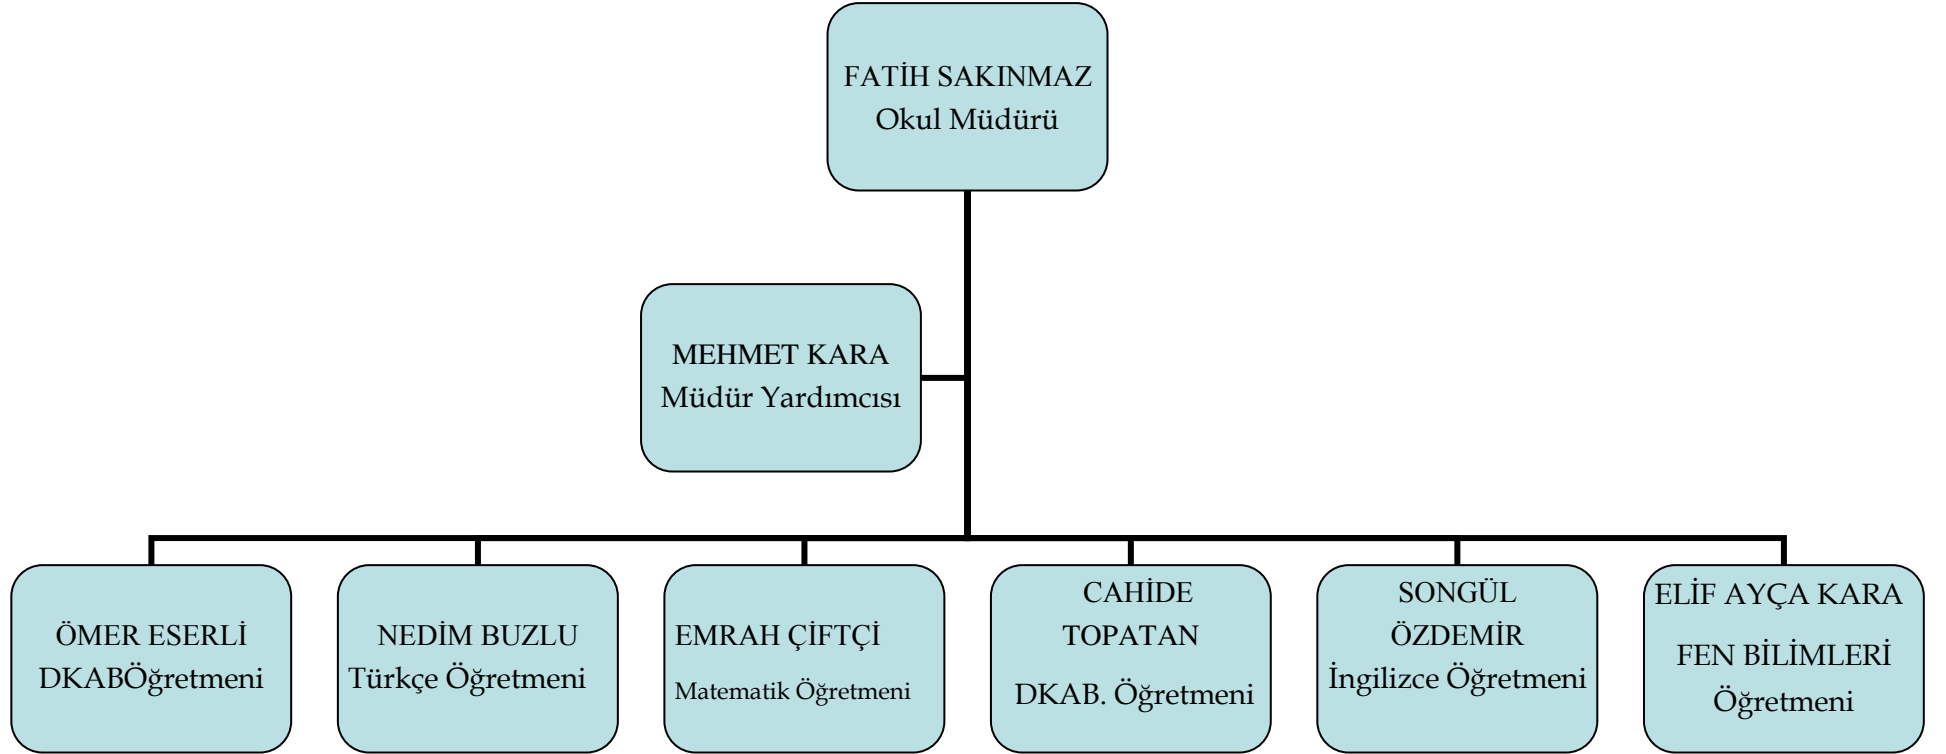 FATİH SAKINMAZ
Okul Müdürü
MEHMET KARA
Müdür Yardımcısı
ÖMER ESERLİ
DKABÖğretmeni
NEDİM BUZLU
Türkçe Öğretmeni
EMRAH ÇİFTÇİ
Matematik Öğretmeni
CAHİDE
TOPATAN
DKAB. Öğretmeni
SONGÜL
ÖZDEMİR
İngilizce Öğretmeni
ELİF AYÇA KARA
FEN BİLİMLERİ
Öğretmeni